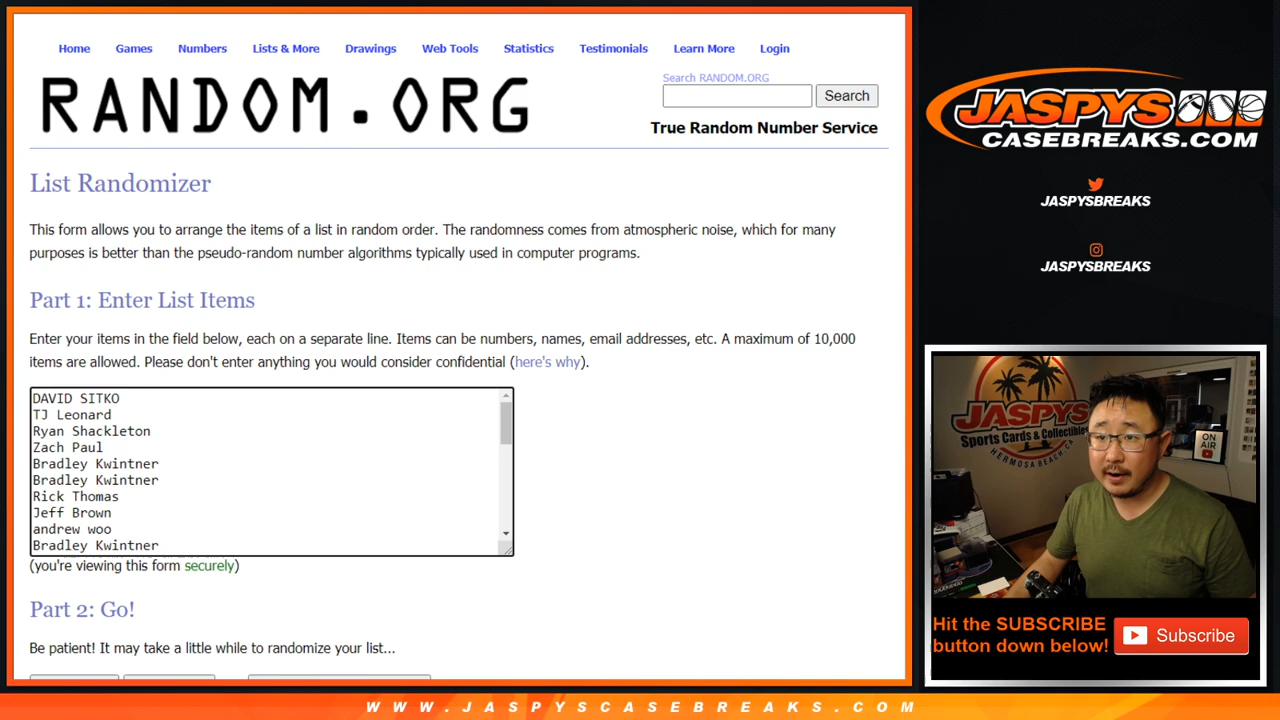 Home Games Numbers Lists & More Drawings Web Tools Statistics Testimonials Learn More Login
RANDOM.ORG
Search RANDOM.ORG
Search
True Random Number Service
List Randomizer
This form allows you to arrange the items of a list in random order. The randomness comes from atmospheric noise, which for many
purposes is better than the pseudo-random number algorithms typically used in computer programs.
Part 1: Enter List Items
Enter your items in the field below, each on a separate line. Items can be numbers, names, email addresses, etc. A maximum of 10,000
items are allowed. Please don't enter anything you would consider confidential (here's why).
DAVID SITKO
TJ Leonard
Ryan Shackleton
Zach Paul
Bradley Kwintner
Bradley Kwintner
Rick Thomas
Jeff Brown
andrew woo
Bradley Kwintner
(you're viewing this form securely)
Part 2: Go!
Be patient! It may take a little while to randomize your list...
JASPYS
CASEBREAKS.COM
JASPYSBREAKS
JASPYSBREAKS
JASPYS
Sports Cards & Collectibles
HERMOSA BEACH, CA
ON
AIR
Hit the SUBSCRIBE
button down below!
Subscribe
WWW.JASPYSCASEBREAKS.COM